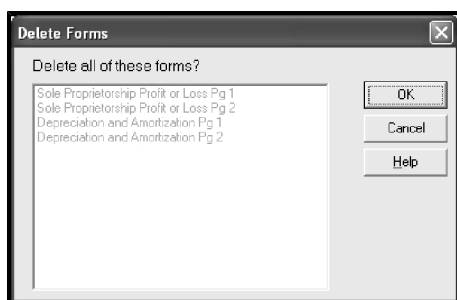 Delete Forms
Delete all of these forms?
Sole Proprietorship Profit or Loss Pg 1
Sole Proprietorship Profit or Loss Pg 2
Depreciation and Amortization Pg 1
Depreciation and Amortization Pg 2
OK
Cancel
Help